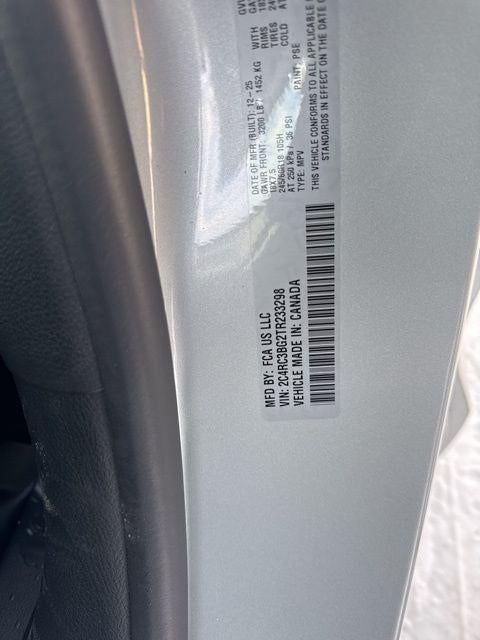 MFD BY: FCA US LLC
DATE OF MFR (BUILT): 12-25
GVW
GAWR FRONT: 3200 LB / 1452 KG WITH
18X7.5 RIMS
245/60R18 105H TIRES
AT 250 kPa / 36 PSI COLD
THIS VEHICLE CONFORMS TO ALL APPLICABLE
STANDARDS IN EFFECT ON THE DATE
VIN: 2C4RC3BG2TR233298 TYPE: MPV PAINT: PSE
VEHICLE MADE IN: CANADA